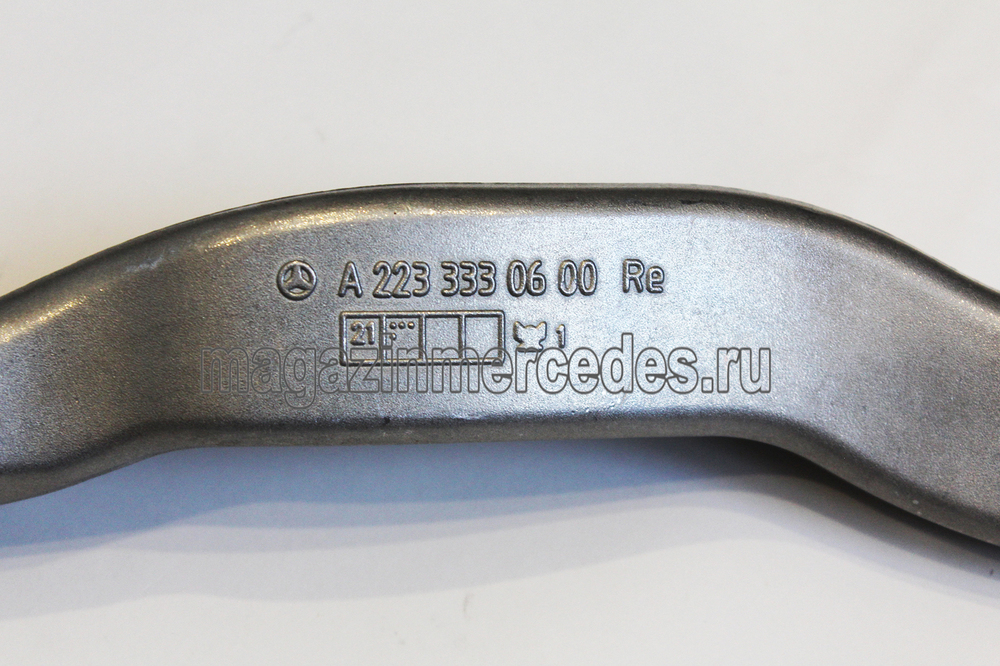 A 223 333 06 00 Re
21 1
magazinmercedes.ru